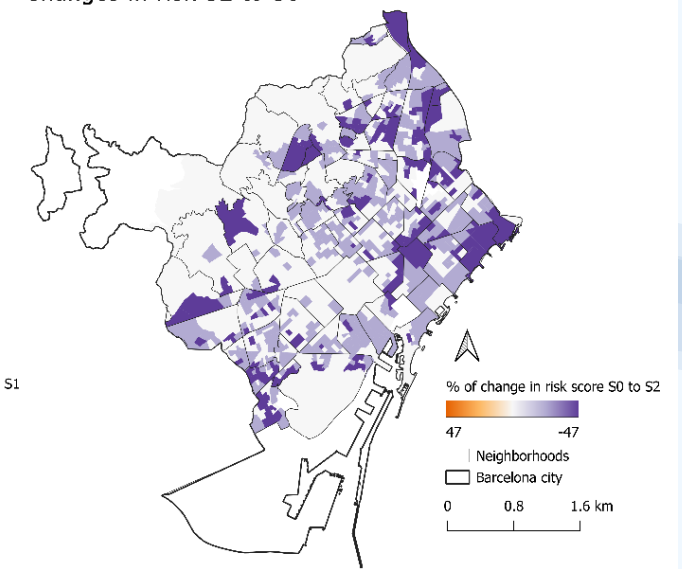 S1
% of change in risk score S0 to S2
47 -47
Neighborhoods
Barcelona city
0 0.8 1.6 km